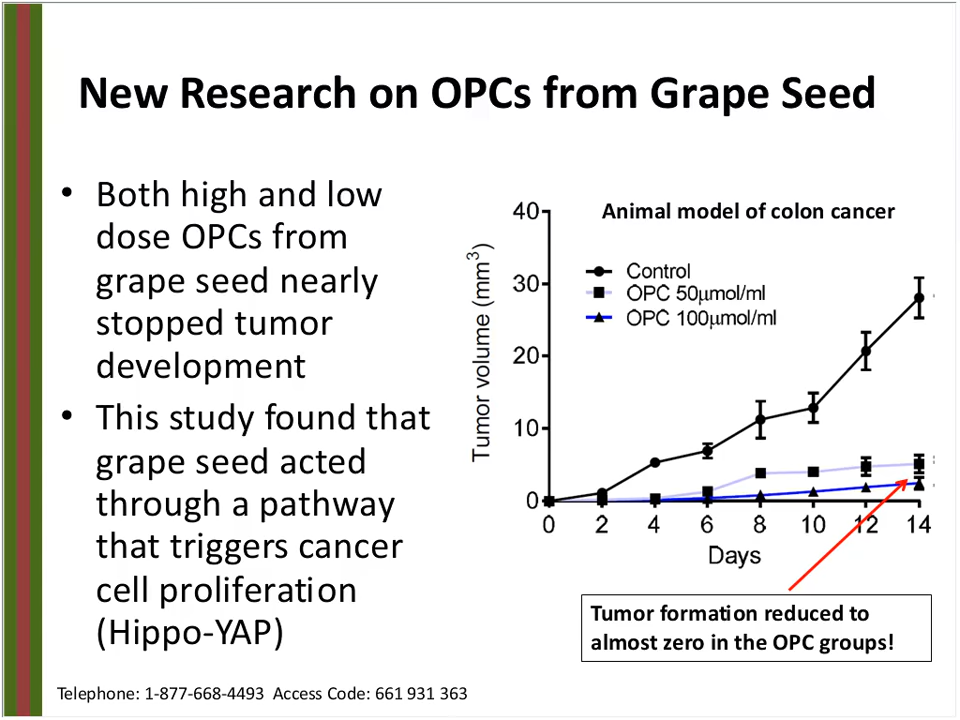 New Research on OPCs from Grape Seed
• Both high and low
dose OPCs from
grape seed nearly
stopped tumor
development
• This study found that
grape seed acted
through a pathway
that triggers cancer
cell proliferation
(Hippo-YAP)
Animal model of colon cancer
Control
OPC 50μmol/ml
OPC 100μmol/ml
Tumor volume (mm³)
40
30
20
10
0
0 2 4 6 8 10 12 14
Days
Tumor formation reduced to
almost zero in the OPC groups!
Telephone: 1-877-668-4493 Access Code: 661 931 363